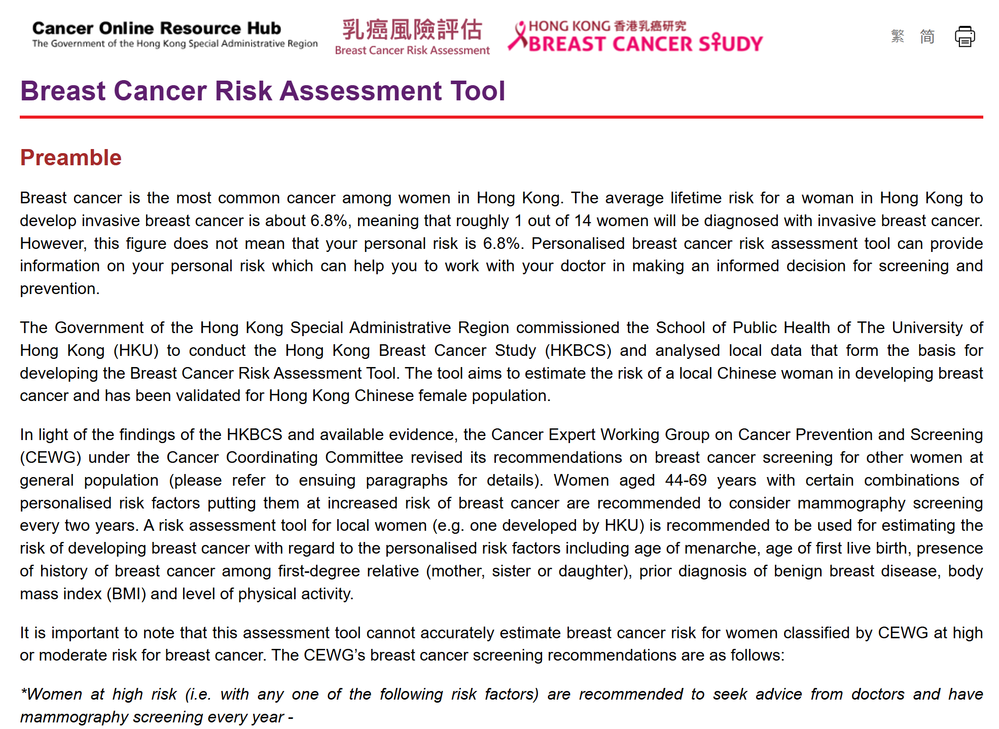 Cancer Online Resource Hub
The Government of the Hong Kong Special Administrative Region
乳癌風險評估
Breast Cancer Risk Assessment
HONG KONG 香港乳癌研究
BREAST CANCER STUDY
繁 简
Breast Cancer Risk Assessment Tool
Preamble
Breast cancer is the most common cancer among women in Hong Kong. The average lifetime risk for a woman in Hong Kong to
develop invasive breast cancer is about 6.8%, meaning that roughly 1 out of 14 women will be diagnosed with invasive breast cancer.
However, this figure does not mean that your personal risk is 6.8%. Personalised breast cancer risk assessment tool can provide
information on your personal risk which can help you to work with your doctor in making an informed decision for screening and
prevention.
The Government of the Hong Kong Special Administrative Region commissioned the School of Public Health of The University of
Hong Kong (HKU) to conduct the Hong Kong Breast Cancer Study (HKBCS) and analysed local data that form the basis for
developing the Breast Cancer Risk Assessment Tool. The tool aims to estimate the risk of a local Chinese woman in developing breast
cancer and has been validated for Hong Kong Chinese female population.
In light of the findings of the HKBCS and available evidence, the Cancer Expert Working Group on Cancer Prevention and Screening
(CEWG) under the Cancer Coordinating Committee revised its recommendations on breast cancer screening for other women at
general population (please refer to ensuing paragraphs for details). Women aged 44-69 years with certain combinations of
personalised risk factors putting them at increased risk of breast cancer are recommended to consider mammography screening
every two years. A risk assessment tool for local women (e.g. one developed by HKU) is recommended to be used for estimating the
risk of developing breast cancer with regard to the personalised risk factors including age of menarche, age of first live birth, presence
of history of breast cancer among first-degree relative (mother, sister or daughter), prior diagnosis of benign breast disease, body
mass index (BMI) and level of physical activity.
It is important to note that this assessment tool cannot accurately estimate breast cancer risk for women classified by CEWG at high
or moderate risk for breast cancer. The CEWG’s breast cancer screening recommendations are as follows:
*Women at high risk (i.e. with any one of the following risk factors) are recommended to seek advice from doctors and have
mammography screening every year -